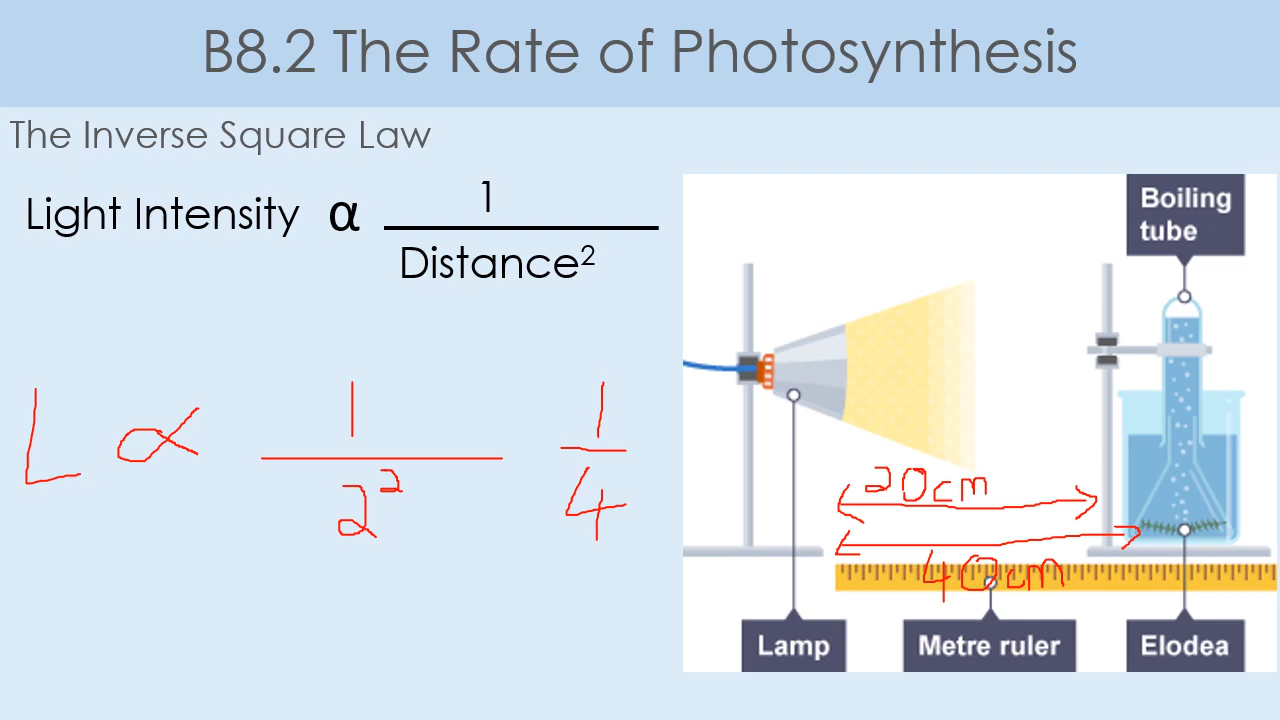 B8.2 The Rate of Photosynthesis
The Inverse Square Law
Light Intensity α 1
Distance²
L ∝ 1
2²
1
4
Boiling
tube
20cm
40cm
Lamp
Metre ruler
Elodea